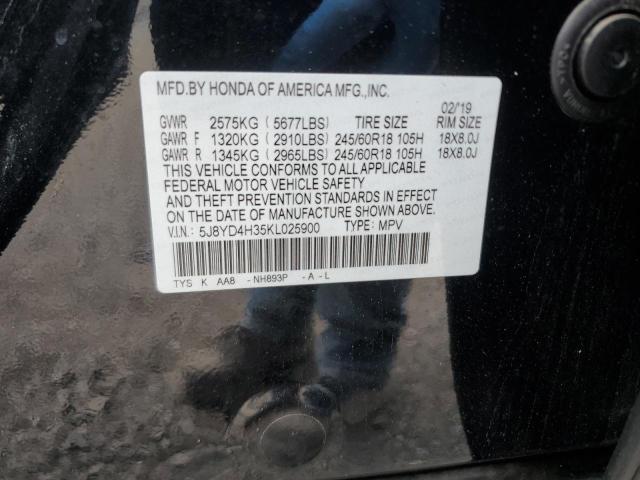 MFD.BY HONDA OF AMERICA MFG.,INC.
02/'19
GVWR 2575KG ( 5677LBS) TIRE SIZE RIM SIZE
GAWR F 1320KG ( 2910LBS) 245/60R18 105H 18X8.0J
GAWR R 1345KG ( 2965LBS) 245/60R18 105H 18X8.0J
THIS VEHICLE CONFORMS TO ALL APPLICABLE
FEDERAL MOTOR VEHICLE SAFETY
AND THEFT PREVENTION STANDARDS IN EFFECT
ON THE DATE OF MANUFACTURE SHOWN ABOVE.
V.I.N.: 5J8YD4H35KL025900 TYPE: MPV
TYS K AA8 - NH893P - A - L